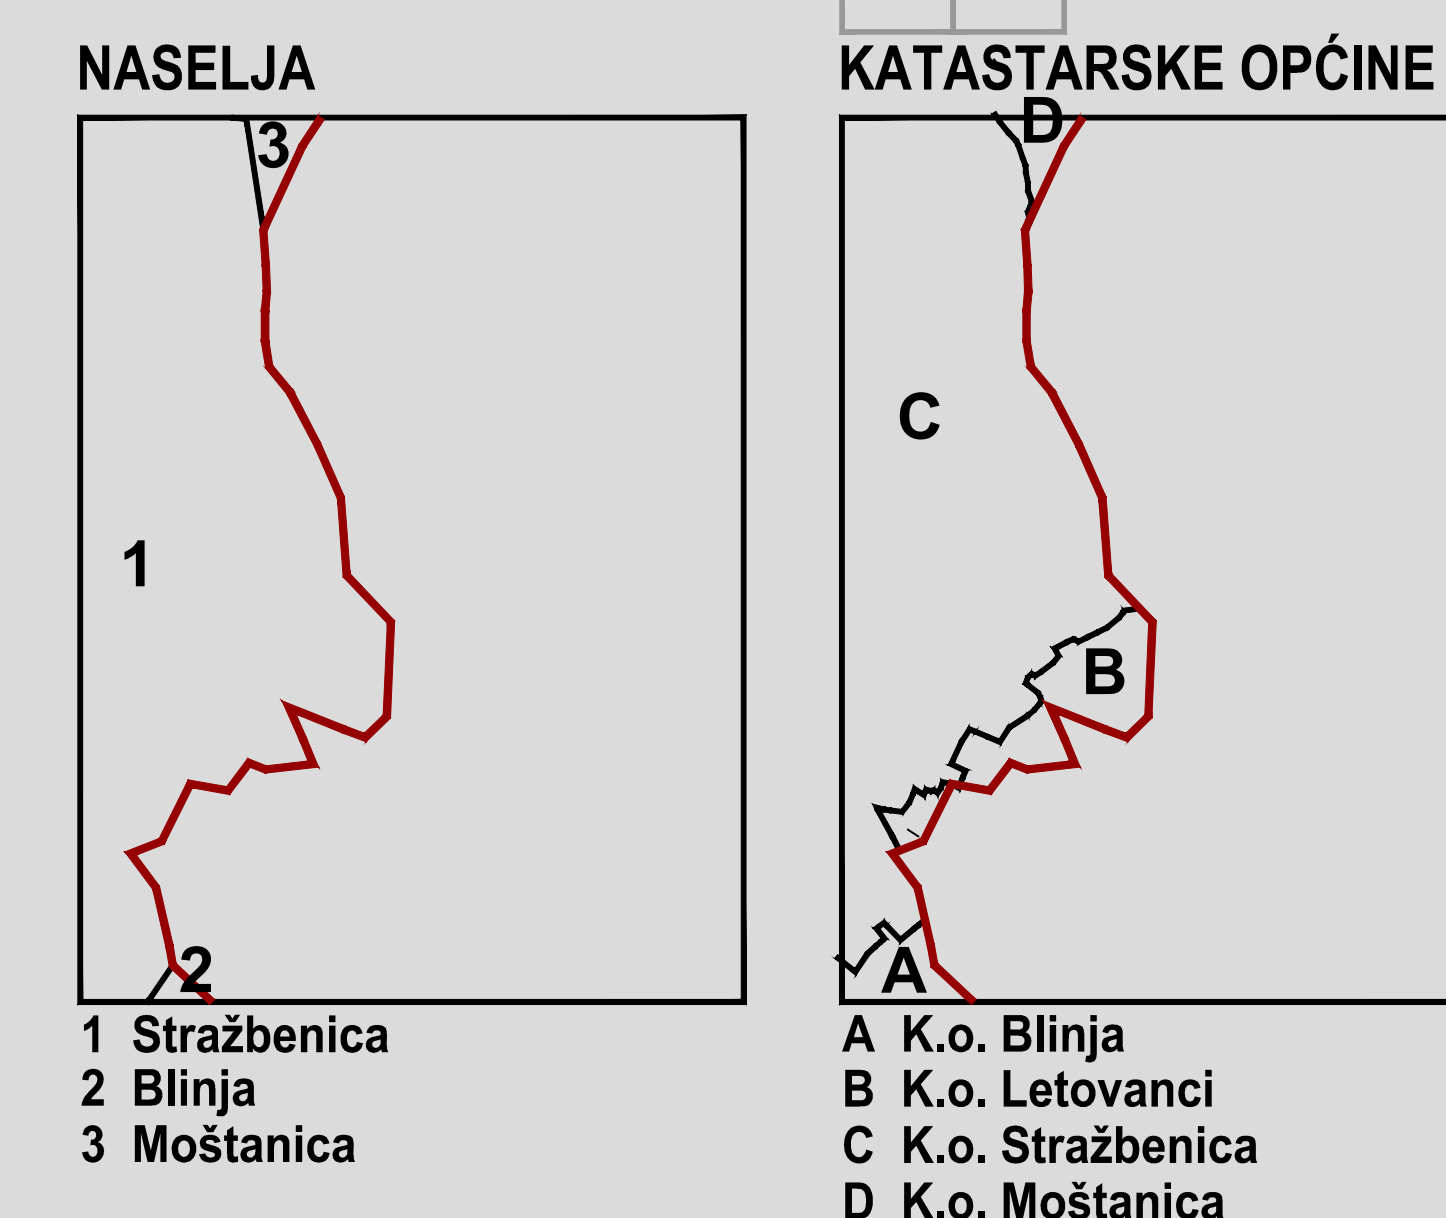 NASELJA
3
1
2
1 Stražbenica
2 Blinja
3 Moštanica
KATASTARSKE OPĆINE
D
C
B
A
A K.o. Blinja
B K.o. Letovanci
C K.o. Stražbenica
D K.o. Moštanica